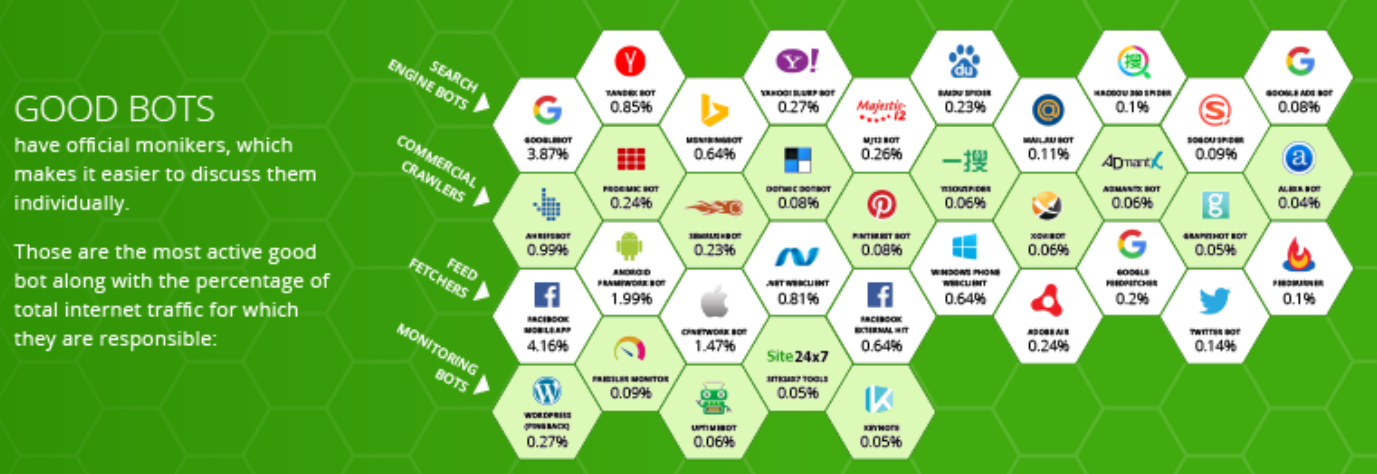 GOOD BOTS
have official monikers, which
makes it easier to discuss them
individually.
Those are the most active good
bot along with the percentage of
total internet traffic for which
they are responsible:
SEARCH
ENGINE BOTS
GOOGLEBOT
3.87%
Y
YANDEX BOT
0.85%
MSN/BINGBOT
0.64%
Y!
YAHOO! SLURP BOT
0.27%
Majestic-12
MJ12 BOT
0.26%
du
BAIDU SPIDER
0.23%
MAIL.RU BOT
0.11%
搜
HAOSOU 360 SPIDER
0.1%
S
SOGOU SPIDER
0.09%
G
GOOGLE ADS BOT
0.08%
COMMERCIAL
CRAWLERS
AHREFSBOT
0.99%
PROXIMIC BOT
0.24%
SEMRUSH BOT
0.23%
DOTMIC DOTBOT
0.08%
PINTEREST BOT
0.08%
一搜
YISOUSPIDER
0.06%
XOVIBOT
0.06%
ADmantX
ADMANTX BOT
0.06%
g
GRAPESHOT BOT
0.05%
a
ALEXA BOT
0.04%
FEED
FETCHERS
f
FACEBOOK
MOBILE APP
4.16%
ANDROID
FRAMEWORK BOT
1.99%
CFNETWORK BOT
1.47%
.NET WEBCLIENT
0.81%
f
FACEBOOK
EXTERNAL HIT
0.64%
WINDOWS PHONE
WEBCLIENT
0.64%
ADOBE AIR
0.24%
G
GOOGLE
FEEDFETCHER
0.2%
TWITTER BOT
0.14%
FEEDBURNER
0.1%
MONITORING
BOTS
W
WORDPRESS
(PINGBACK)
0.27%
PAESSLER MONITOR
0.09%
UPTIMEBOT
0.06%
Site24x7
SITE24X7 TOOLS
0.05%
K
KEYNOTE
0.05%